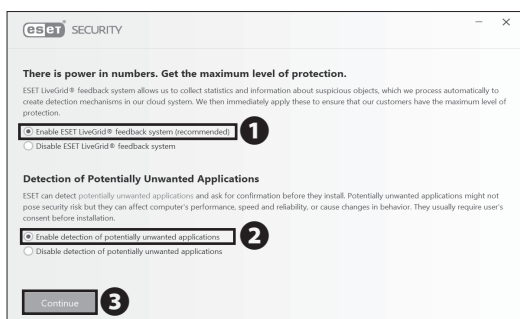 eseT SECURITY
There is power in numbers. Get the maximum level of protection.
ESET LiveGrid® feedback system allows us to collect statistics and information about suspicious objects, which we process automatically to
create detection mechanisms in our cloud system. We then immediately apply these to ensure that our customers have the maximum level of
protection.
Enable ESET LiveGrid® feedback system (recommended)
1
Disable ESET LiveGrid® feedback system
Detection of Potentially Unwanted Applications
ESET can detect potentially unwanted applications and ask for confirmation before they install. Potentially unwanted applications might not
pose security risk but they can affect computer's performance, speed and reliability, or cause changes in behavior. They usually require user's
consent before installation.
Enable detection of potentially unwanted applications
2
Disable detection of potentially unwanted applications
Continue
3